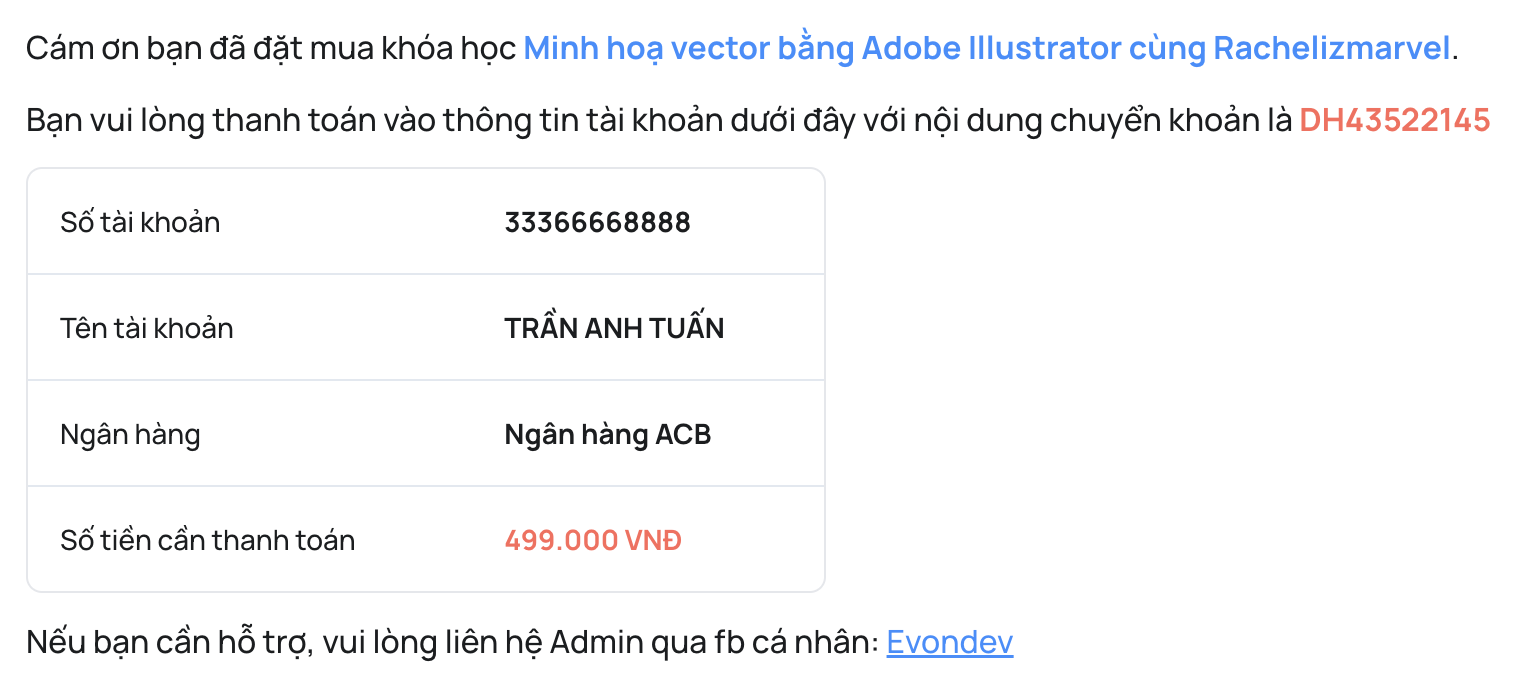 Cám ơn bạn đã đặt mua khóa học Minh hoạ vector bằng Adobe Illustrator cùng Rachelizmarvel.
Bạn vui lòng thanh toán vào thông tin tài khoản dưới đây với nội dung chuyển khoản là DH43522145
Số tài khoản 33366668888
Tên tài khoản TRẦN ANH TUẤN
Ngân hàng Ngân hàng ACB
Số tiền cần thanh toán 499.000 VNĐ
Nếu bạn cần hỗ trợ, vui lòng liên hệ Admin qua fb cá nhân: Evondev